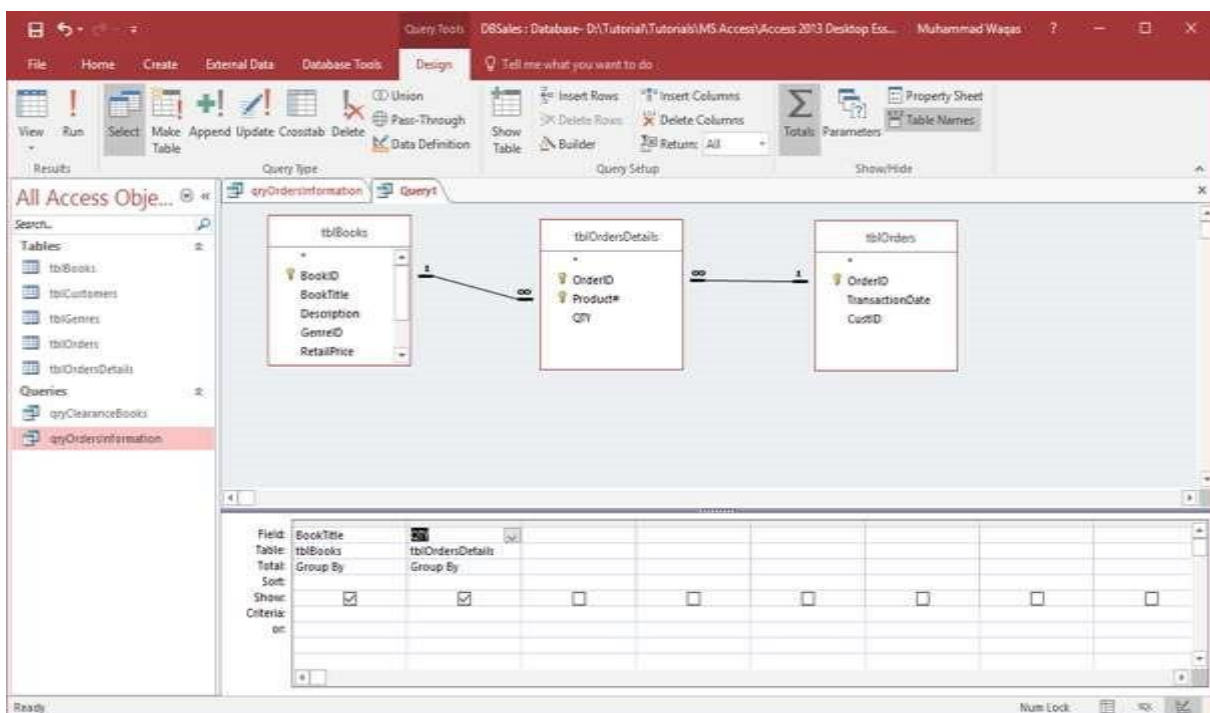 Query Tools
DBSales : Database- D:\Tutorial\Tutorials\MS Access\Access 2013 Desktop Ess...
Muhammad Waqas
?
File Home Create External Data Database Tools Design Tell me what you want to do
View Run
Select Make Table Append Update Crosstab Delete
Union
Pass-Through
Data Definition
Show Table
Insert Rows
Delete Rows
Builder
Insert Columns
Delete Columns
Return: All
Totals Parameters
Property Sheet
Table Names
Results Query Type Query Setup Show/Hide
All Access Obje...
Search...
Tables
tblBooks
tblCustomers
tblGenres
tblOrders
tblOrdersDetails
Queries
qryClearanceBooks
qryOrdersInformation
qryOrdersInformation Query1
tblBooks
*
BookID
BookTitle
Description
GenreID
RetailPrice
1 ∞
tblOrdersDetails
*
OrderID
Product#
QTY
∞ 1
tblOrders
*
OrderID
TransactionDate
CustID
Field: BookTitle QTY
Table: tblBooks tblOrdersDetails
Total: Group By Group By
Sort:
Show:
Criteria:
or:
Ready Num Lock SQL